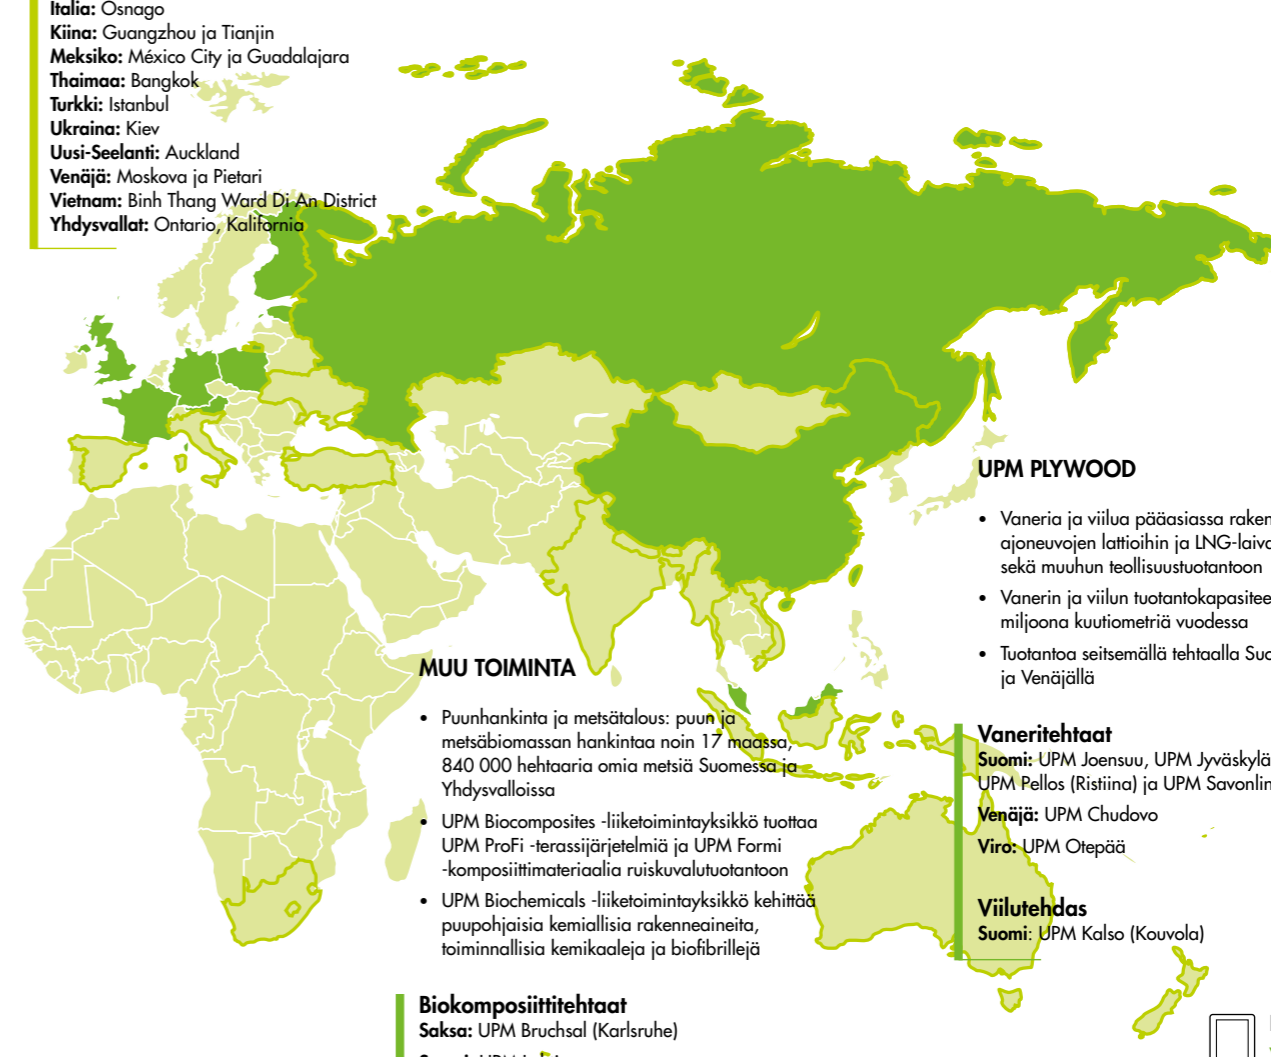 Italia: Osnago
Kiina: Guangzhou ja Tianjin
Meksiko: México City ja Guadalajara
Thaimaa: Bangkok
Turkki: Istanbul
Ukraina: Kiev
Uusi-Seelanti: Auckland
Venäjä: Moskova ja Pietari
Vietnam: Binh Thang Ward Di An District
Yhdysvallat: Ontario, Kalifornia
MUU TOIMINTA
• Puunhankinta ja metsätalous: puun ja
metsäbiomassan hankintaa noin 17 maassa,
840 000 hehtaaria omia metsiä Suomessa ja
Yhdysvalloissa
• UPM Biocomposites -liiketoimintayksikkö tuottaa
UPM ProFi -terassijärjetelmiä ja UPM Formi
-komposiittimateriaalia ruiskuvalutuotantoon
• UPM Biochemicals -liiketoimintayksikkö kehittää
puupohjaisia kemiallisia rakenneaineita,
toiminnallisia kemikaaleja ja biofibrillejä
Biokomposiittitehtaat
Saksa: UPM Bruchsal (Karlsruhe)
UPM PLYWOOD
• Vaneria ja viilua pääasiassa raken
ajoneuvojen lattioihin ja LNG-laiva
sekä muuhun teollisuustuotantoon
• Vanerin ja viilun tuotantokapasitee
miljoona kuutiometriä vuodessa
• Tuotantoa seitsemällä tehtaalla Suo
ja Venäjällä
Vaneritehtaat
Suomi: UPM Joensuu, UPM Jyväskylä
UPM Pellos (Ristiina) ja UPM Savonlin
Venäjä: UPM Chudovo
Viro: UPM Otepää
Viilutehdas
Suomi: UPM Kalso (Kouvola)